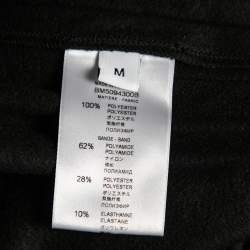 M
BM50943008
MATIERE - FABRIC
100% POLYESTER
POLYESTER
ポリエステル
聚酯纤维
ПОЛИЭФИР
BANDE - BAND
62% POLYAMIDE
POLYAMIDE
ナイロン
ПОЛИАМИД
28% POLYESTER
POLYESTER
ポリエステル
聚酯纤维
ПОЛИЭФИР
10% ELASTHANNE
ELASTANE
ポリウレタン